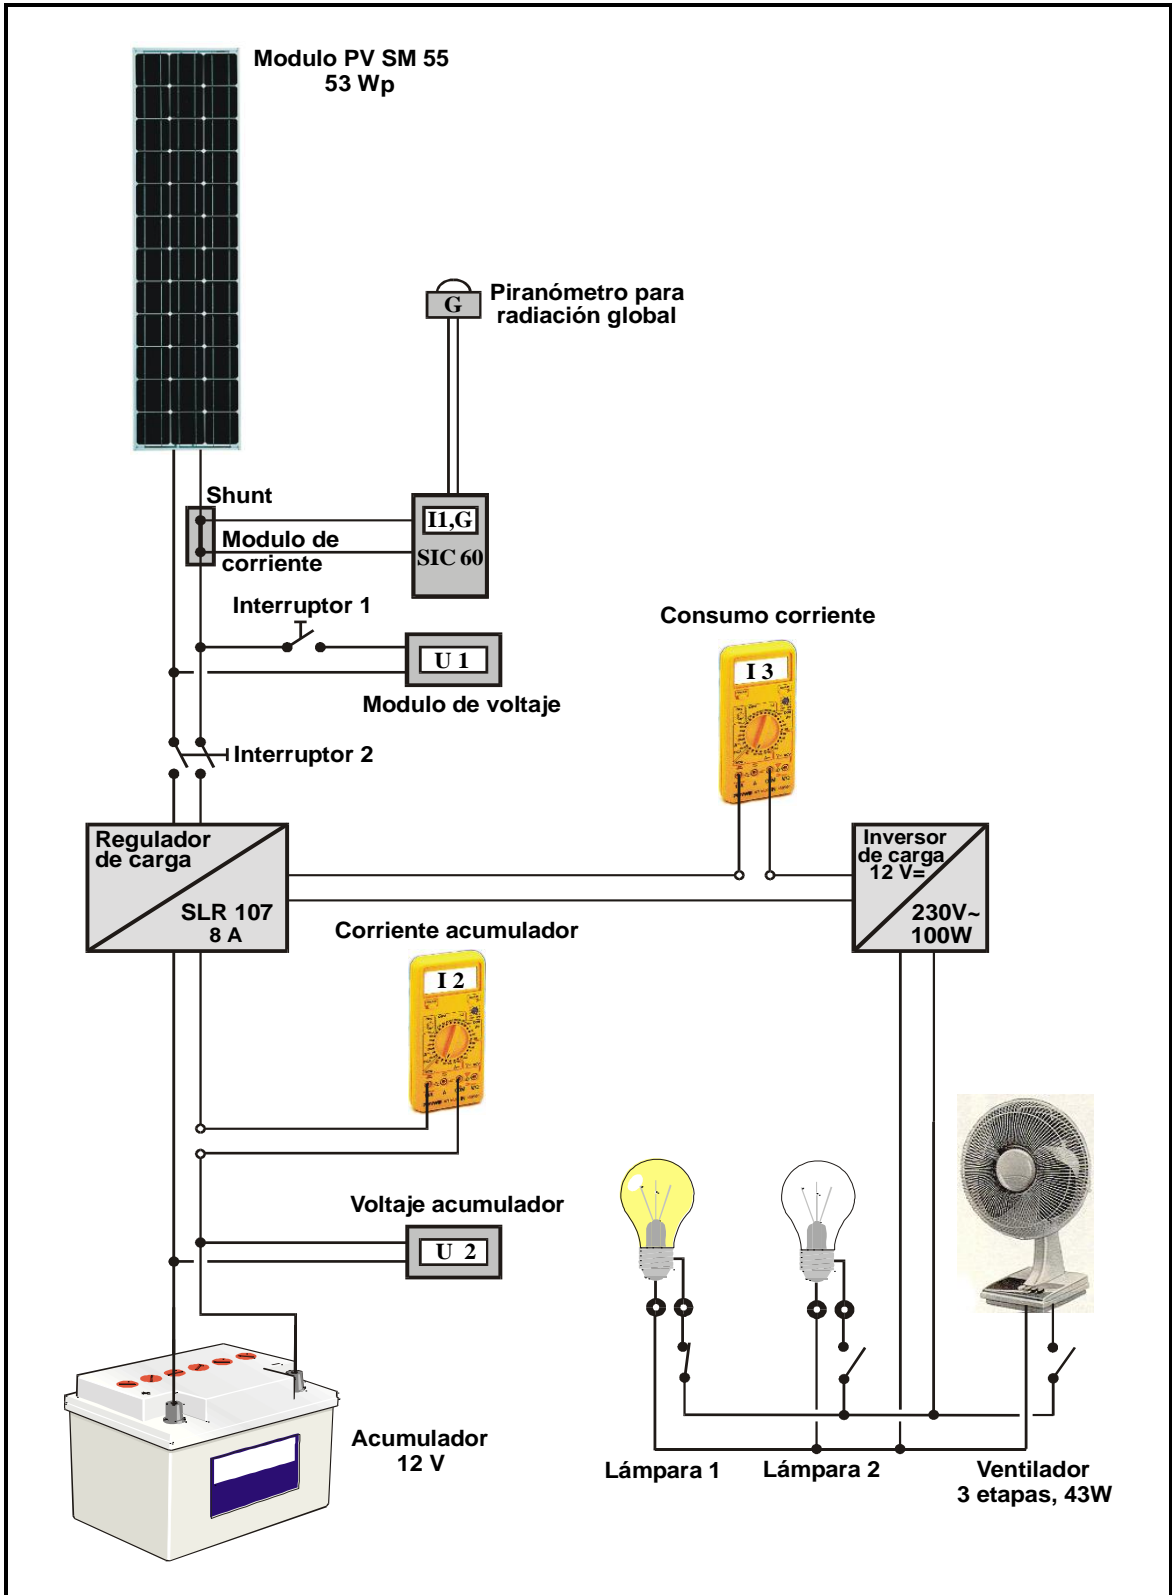 Modulo PV SM 55
53 Wp
Piranómetro para
radiación global
G
Shunt
I1,G
SIC 60
Modulo de
corriente
Interruptor 1
U 1
Modulo de voltaje
Consumo corriente
I 3
Interruptor 2
Regulador
de carga
SLR 107
8 A
Inversor
de carga
12 V=
230V~
100W
Corriente acumulador
I 2
Voltaje acumulador
U 2
Acumulador
12 V
Lámpara 1
Lámpara 2
Ventilador
3 etapas, 43W